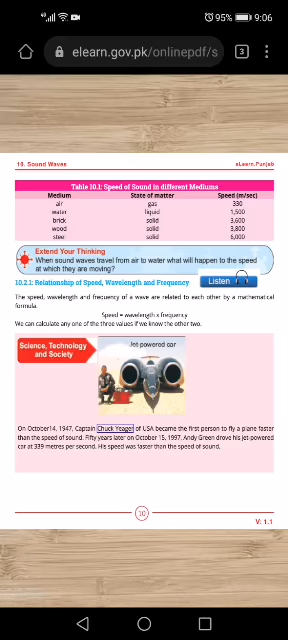 4G 95% 9:06
elearn.gov.pk/onlinepdf/s 3
10. Sound Waves eLearn.Punjab
Table 10.1: Speed of Sound in different Mediums
Medium State of matter Speed (m/sec)
air gas 330
water liquid 1,500
brick solid 3,600
wood solid 3,800
steel solid 6,000
Extend Your Thinking
When sound waves travel from air to water what will happen to the speed
at which they are moving?
10.2.1: Relationship of Speed, Wavelength and Frequency Listen
The speed, wavelength and frequency of a wave are related to each other by a mathematical
formula.
Speed = wavelength x frequency
We can calculate any one of the three values if we know the other two.
Science, Technology
and Society
Jet-powered car
On October14, 1947, Captain Chuck Yeager of USA became the first person to fly a plane faster
than the speed of sound. Fifty years later on October 15, 1997, Andy Green drove his jet-powered
car at 339 metres per second. His speed was faster than the speed of sound.
10
V: 1.1